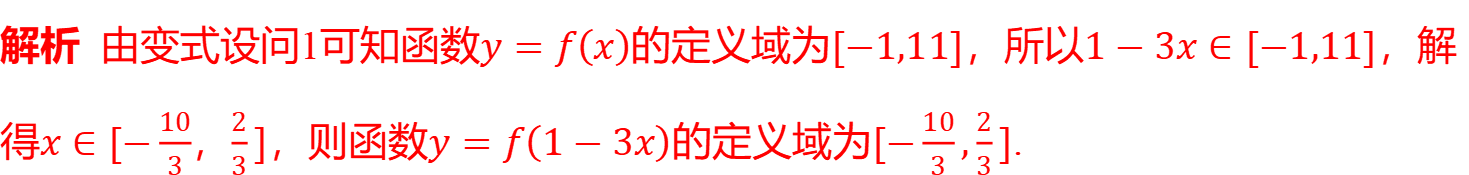 解析 由变式设问1可知函数y = f(x)的定义域为[−1,11]，所以1 − 3x ∈ [−1,11]，解
得x ∈ [−10/3，2/3]，则函数y = f(1 − 3x)的定义域为[−10/3,2/3].